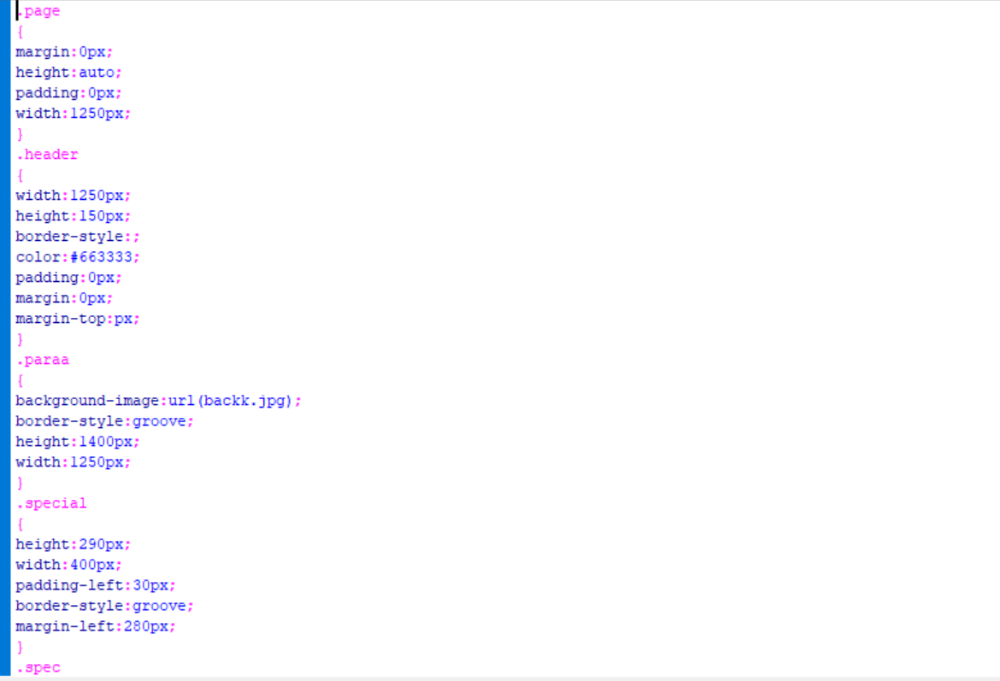 .page
{
margin:0px;
height:auto;
padding:0px;
width:1250px;
}
.header
{
width:1250px;
height:150px;
border-style:;
color:#663333;
padding:0px;
margin:0px;
margin-top:px;
}
.paraa
{
background-image:url(backk.jpg);
border-style:groove;
height:1400px;
width:1250px;
}
.special
{
height:290px;
width:400px;
padding-left:30px;
border-style:groove;
margin-left:280px;
}
.spec